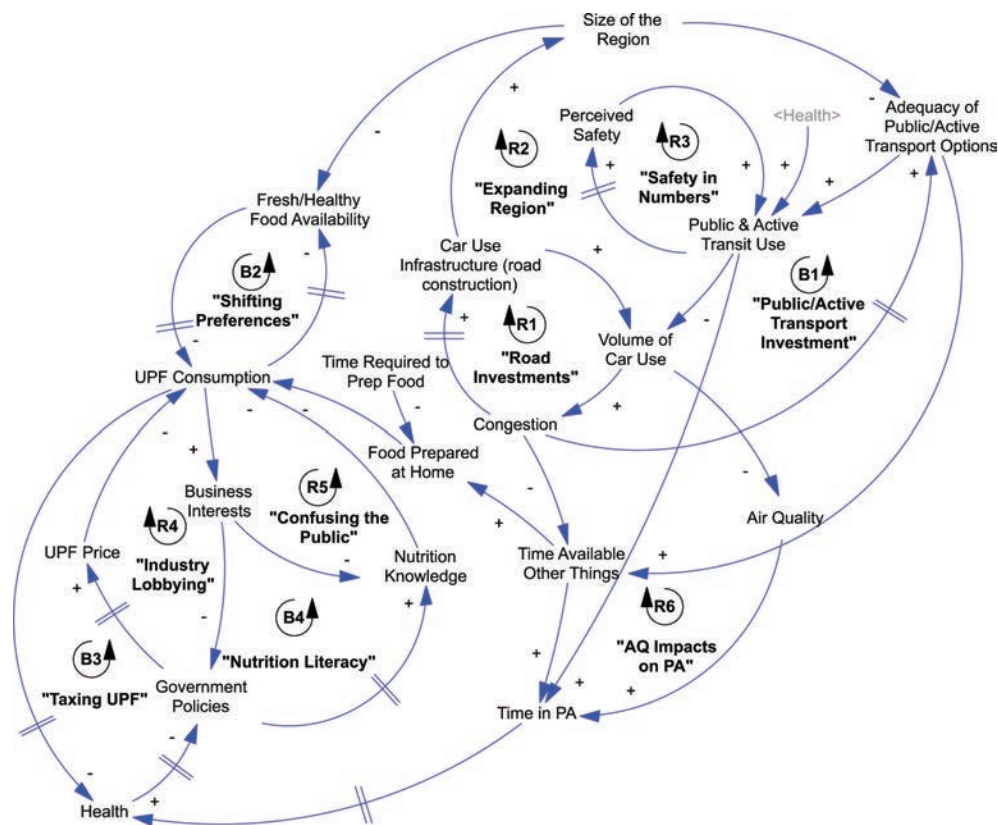 Size of the
Region
Perceived
Safety
<Health>
Adequacy of
Public/Active
Transport Options
R2
"Expanding
Region"
R3
"Safety in
Numbers"
Fresh/Healthy
Food Availability
Public & Active
Transit Use
Car Use
Infrastructure (road
construction)
B2
"Shifting
Preferences"
B1
"Public/Active
Transport
Investment"
R1
"Road
Investments"
Volume of
Car Use
Time Required to
Prep Food
UPF Consumption
Congestion
Food Prepared
at Home
Business
Interests
R5
"Confusing the
Public"
Air Quality
R4
"Industry
Lobbying"
UPF Price
Nutrition
Knowledge
Time Available
Other Things
B4
"Nutrition Literacy"
R6
"AQ Impacts
on PA"
B3
"Taxing UPF"
Government
Policies
Time in PA
Health